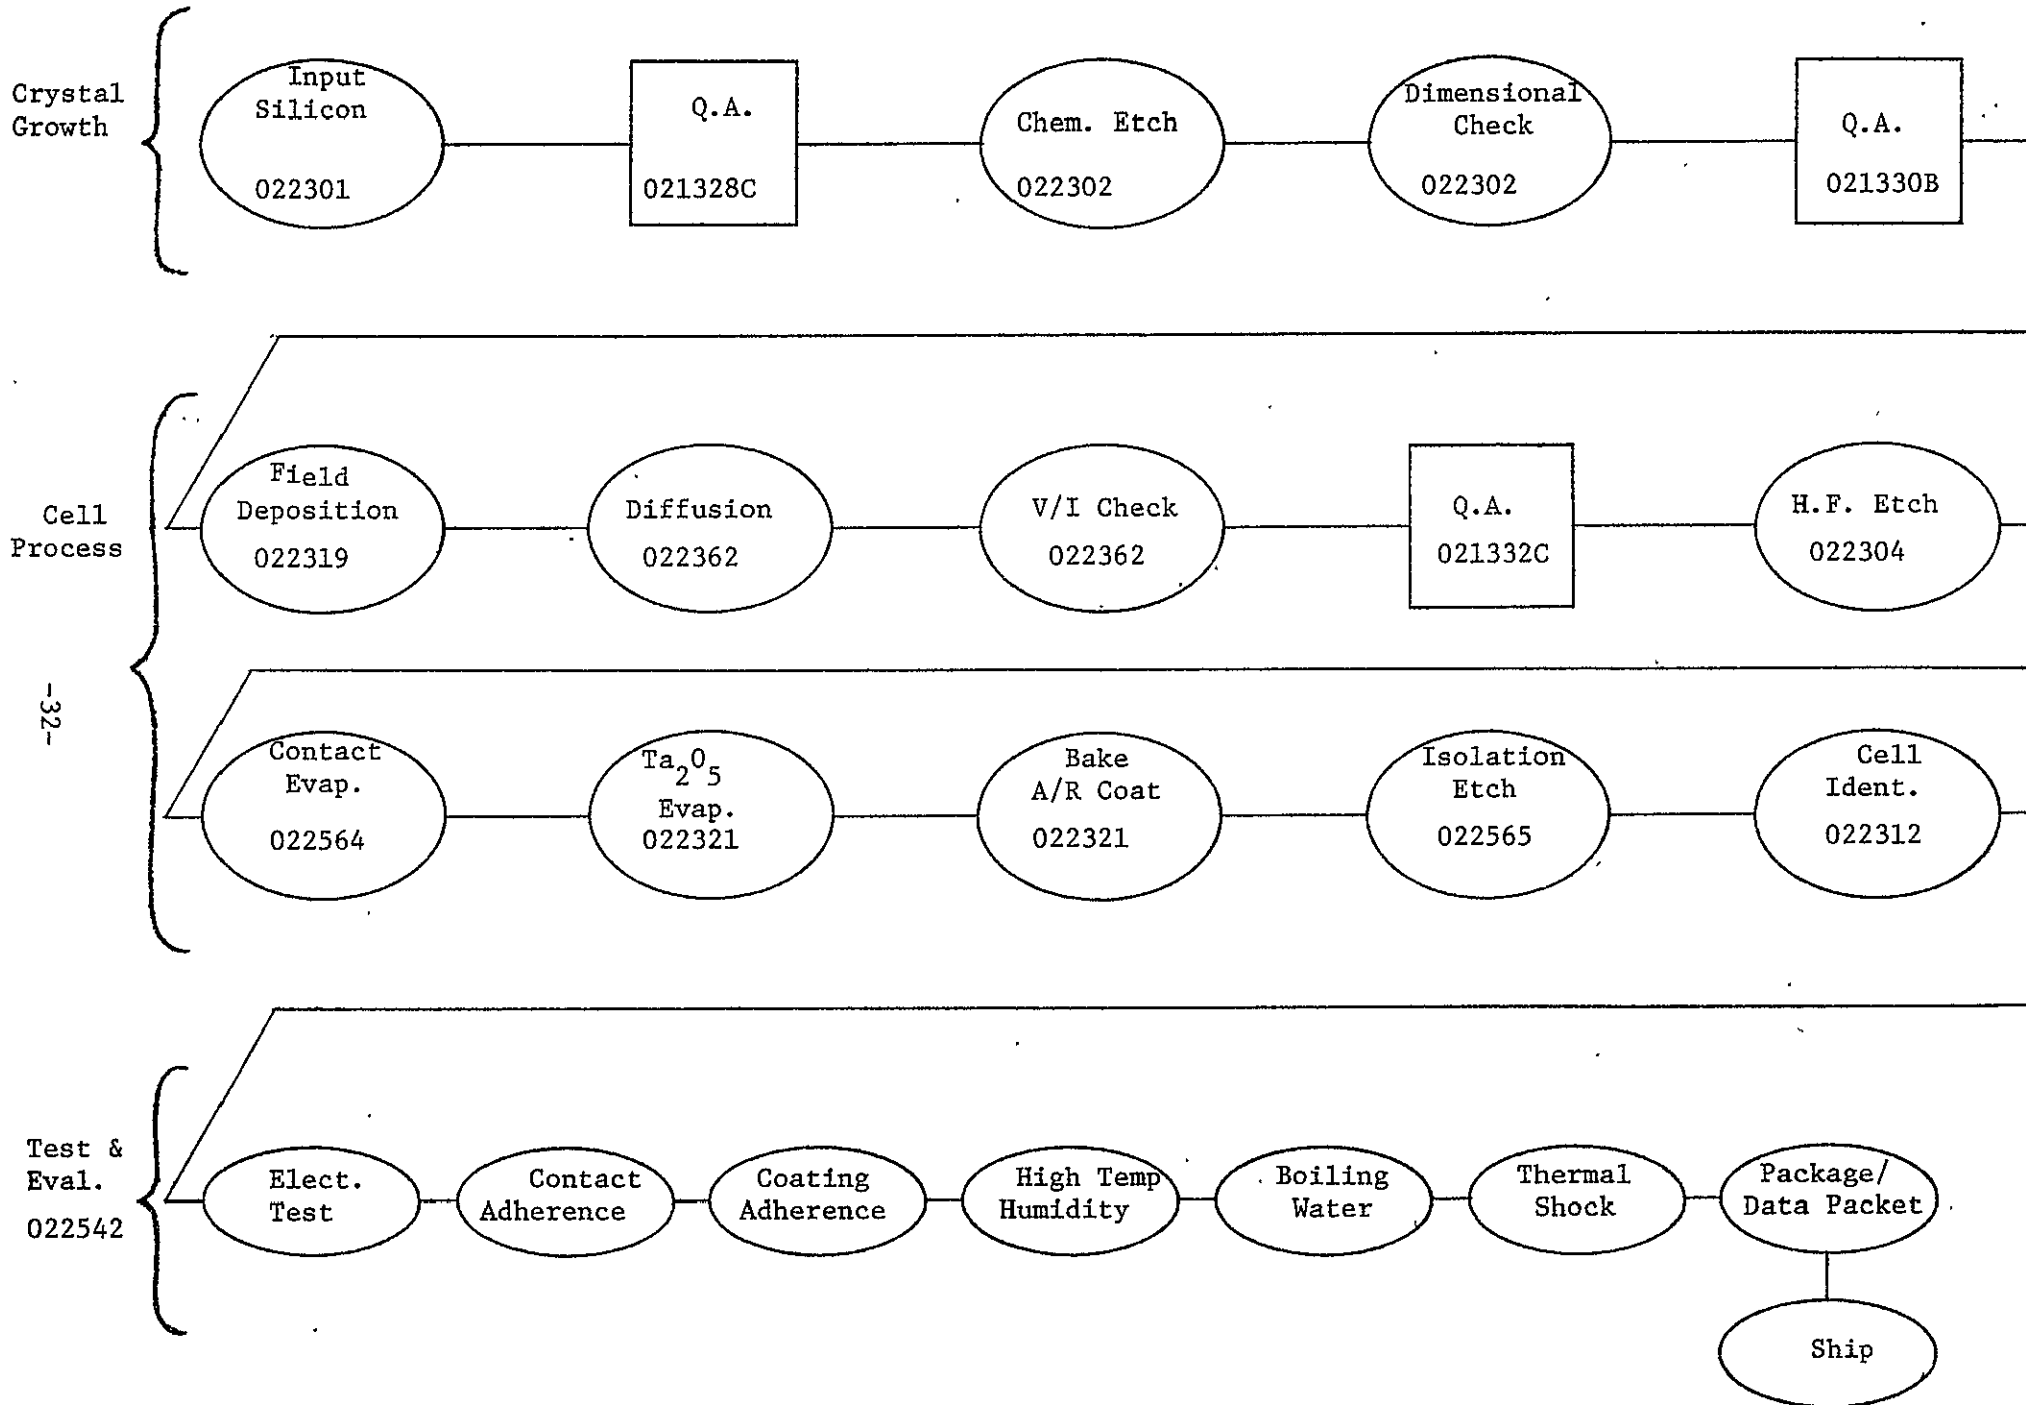 Crystal
Growth
Input
Silicon
022301
Q.A.
021328C
Chem. Etch
022302
Dimensional
Check
022302
Q.A.
021330B
Cell
Process
Field
Deposition
022319
Diffusion
022362
V/I Check
022362
Q.A.
021332C
H.F. Etch
022304
-32-
Contact
Evap.
022564
Ta2O5
Evap.
022321
Bake
A/R Coat
022321
Isolation
Etch
022565
Cell
Ident.
022312
Test &
Eval.
022542
Elect.
Test
Contact
Adherence
Coating
Adherence
High Temp
Humidity
Boiling
Water
Thermal
Shock
Package/
Data Packet
Ship